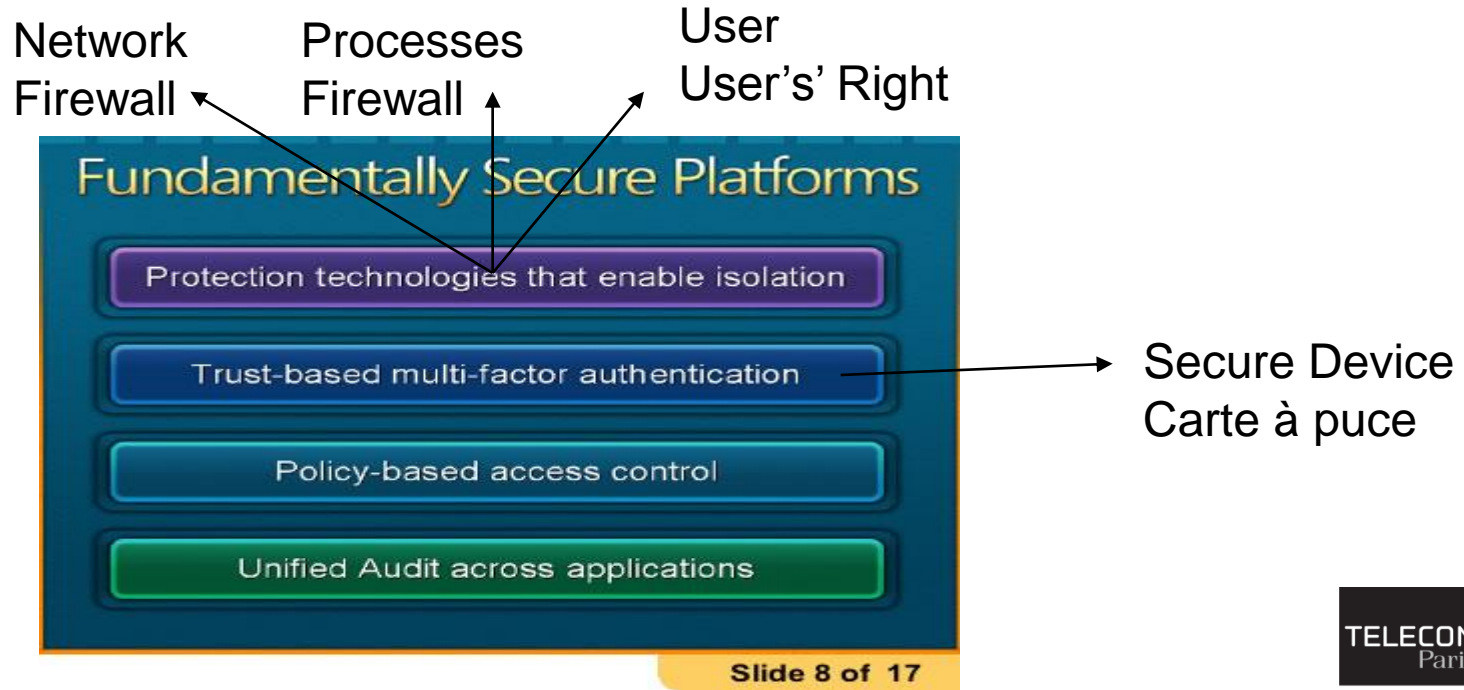 Network
Firewall
Processes
Firewall
User
User’s’ Right
Fundamentally Secure Platforms
Protection technologies that enable isolation
Trust-based multi-factor authentication
Policy-based access control
Unified Audit across applications
Secure Device
Carte à puce
Slide 8 of 17